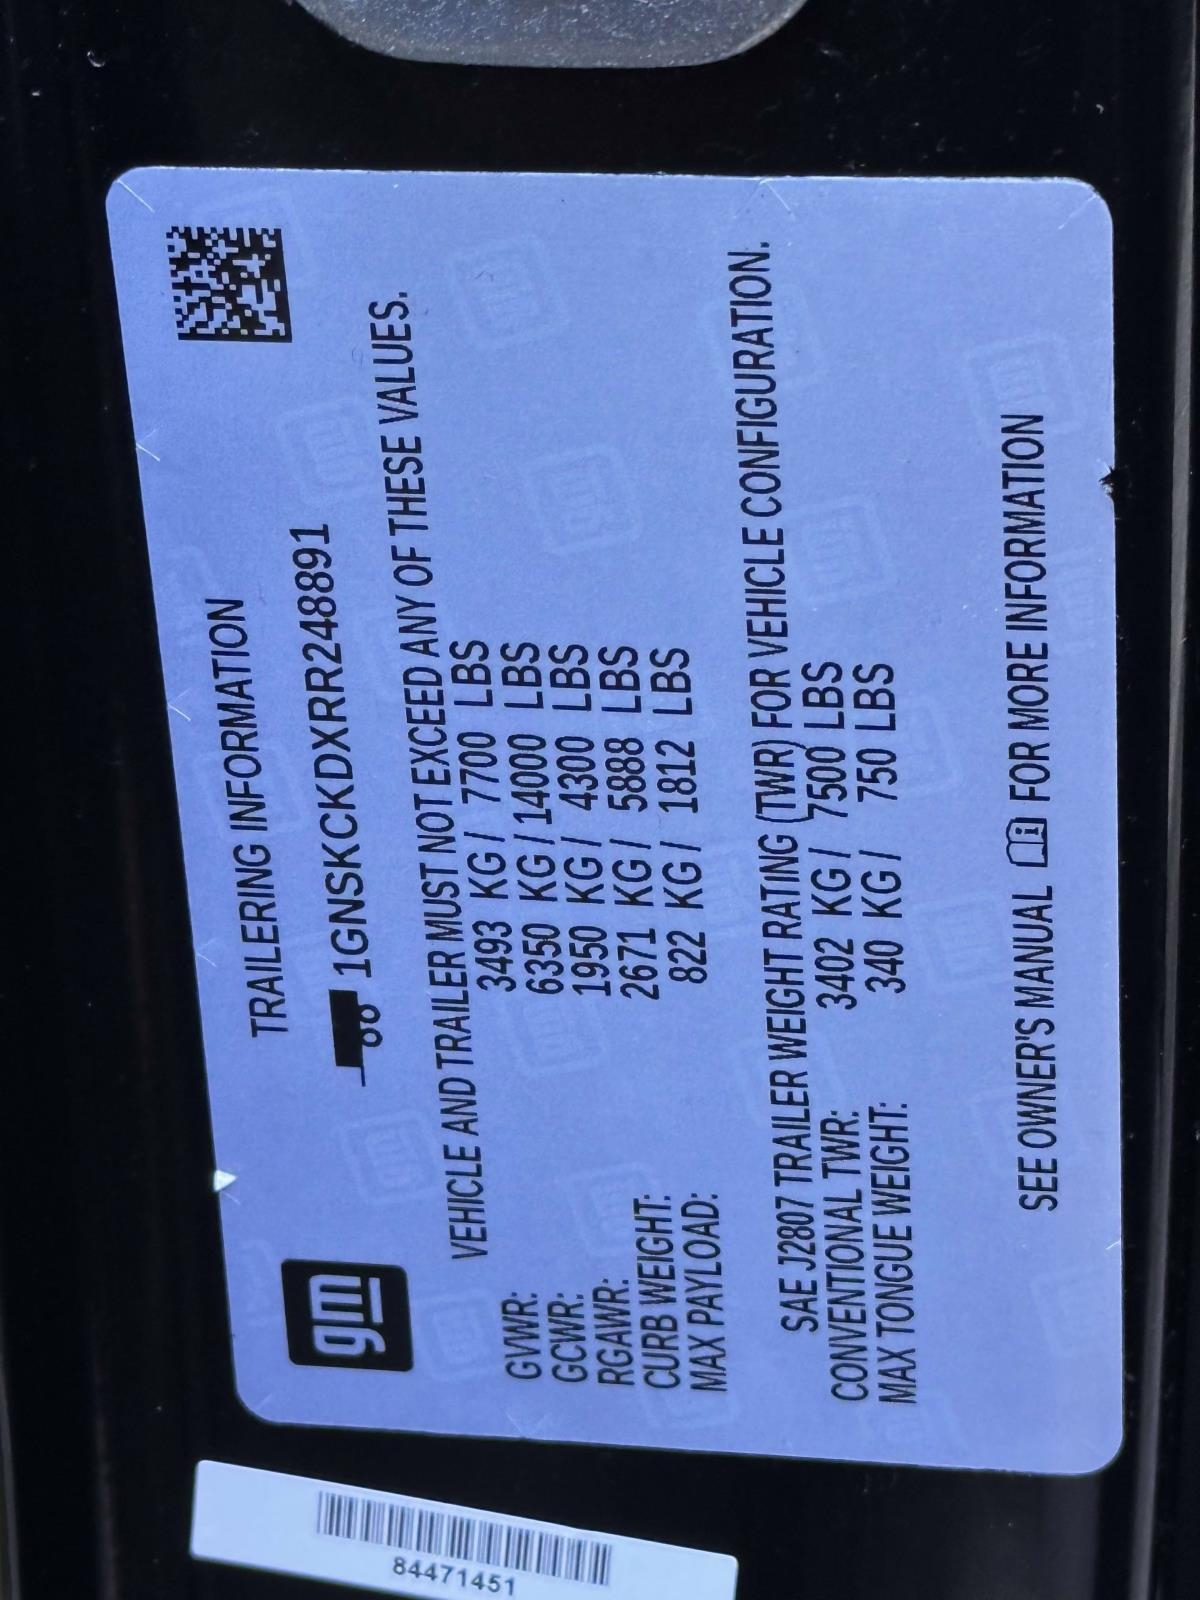 gm
TRAILERING INFORMATION
1GNSKCKDXRR248891
VEHICLE AND TRAILER MUST NOT EXCEED ANY OF THESE VALUES.
GVWR: 3493 KG / 7700 LBS
GCWR: 6350 KG / 14000 LBS
RGAWR: 1950 KG / 4300 LBS
CURB WEIGHT: 2671 KG / 5888 LBS
MAX PAYLOAD: 822 KG / 1812 LBS
SAE J2807 TRAILER WEIGHT RATING (TWR) FOR VEHICLE CONFIGURATION.
CONVENTIONAL TWR: 3402 KG / 7500 LBS
MAX TONGUE WEIGHT: 340 KG / 750 LBS
SEE OWNER'S MANUAL FOR MORE INFORMATION
84471451